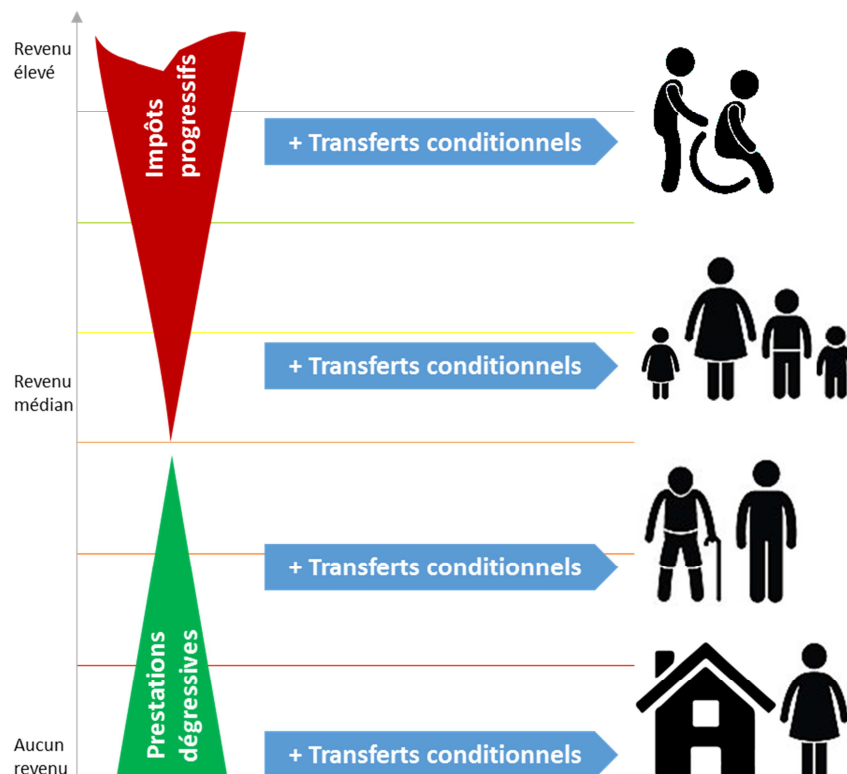 Revenu
élevé
Impôts
progressifs
+ Transferts conditionnels
+ Transferts conditionnels
Revenu
médian
+ Transferts conditionnels
Prestations
dégressives
Aucun
revenu
+ Transferts conditionnels